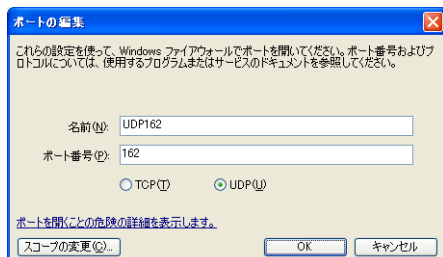 ポートの編集
これらの設定を使って、Windows ファイアウォールでポートを開いてください。ポート番号およびプ
ロトコルについては、使用するプログラムまたはサービスのドキュメントを参照してください。
名前(N): UDP162
ポート番号(P): 162
TCP(T) UDP(U)
ポートを開くことの危険の詳細を表示します。
スコープの変更(C)... OK キャンセル